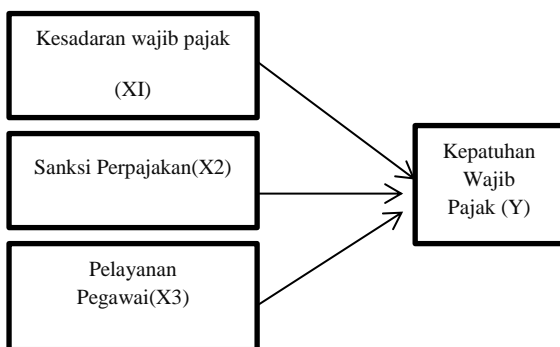 Kesadaran wajib pajak
(XI)
Sanksi Perpajakan(X2)
Pelayanan
Pegawai(X3)
Kepatuhan
Wajib
Pajak (Y)